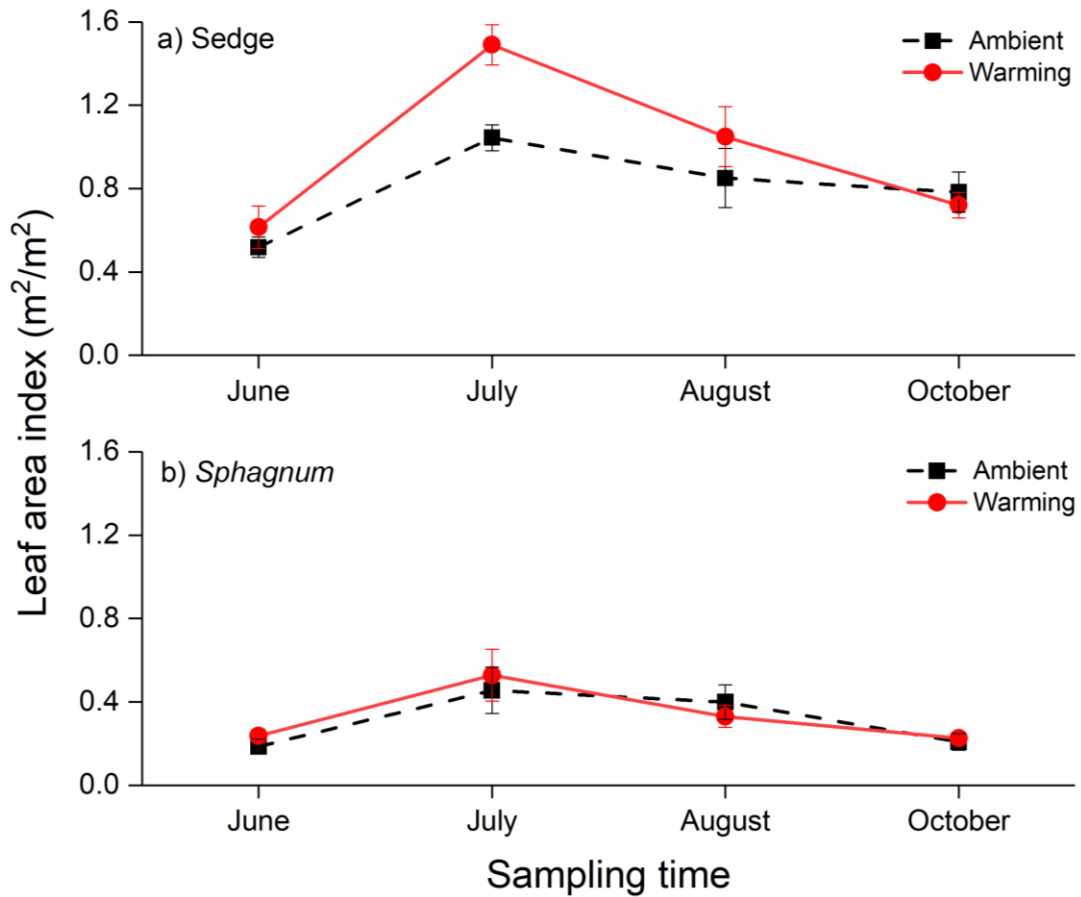 Leaf area index (m²/m²)
a) Sedge
Ambient
Warming
1.6
1.2
0.8
0.4
0.0
June July August October
b) Sphagnum
Ambient
Warming
1.6
1.2
0.8
0.4
0.0
June July August October
Sampling time